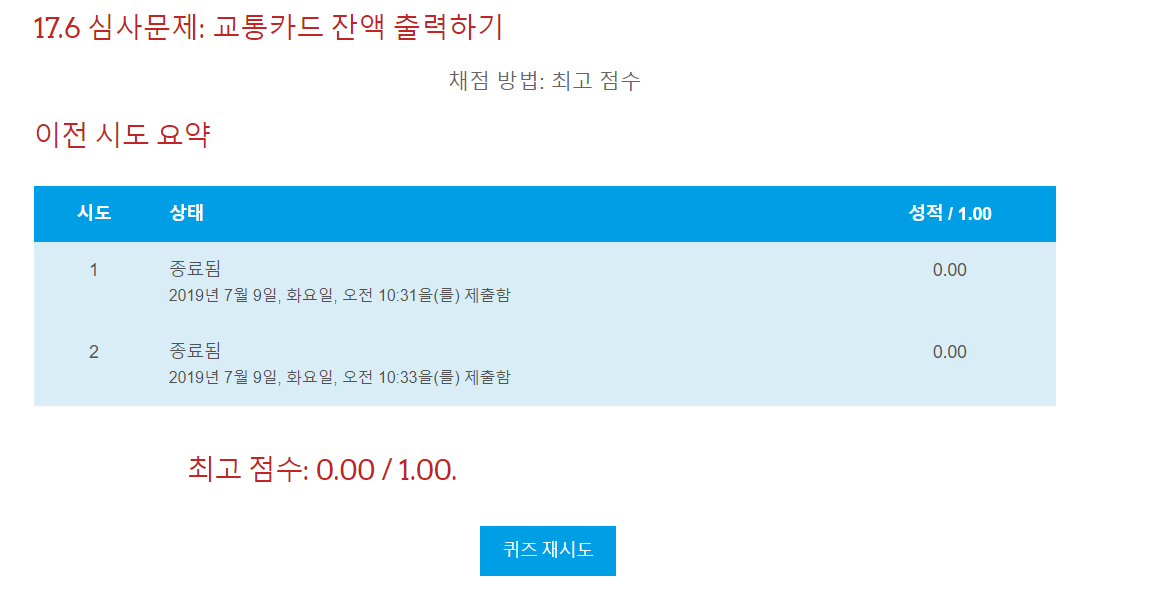 17.6 심사문제: 교통카드 잔액 출력하기
채점 방법: 최고 점수
이전 시도 요약
시도 상태 성적 / 1.00
1 종료됨 0.00
2019년 7월 9일, 화요일, 오전 10:31을(를) 제출함
2 종료됨 0.00
2019년 7월 9일, 화요일, 오전 10:33을(를) 제출함
최고 점수: 0.00 / 1.00.
퀴즈 재시도